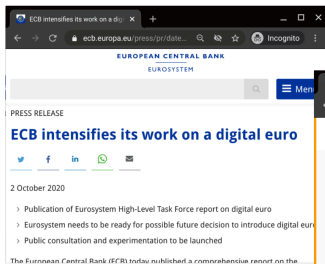 ECB intensifies its work on a dig
ecb.europa.eu/press/pr/date...
Incognito
EUROPEAN CENTRAL BANK
EUROSYSTEM
Menu
PRESS RELEASE
ECB intensifies its work on a digital euro
2 October 2020
Publication of Eurosystem High-Level Task Force report on digital euro
Eurosystem needs to be ready for possible future decision to introduce digital euro
Public consultation and experimentation to be launched
The European Central Bank (ECB) today published a comprehensive report on the